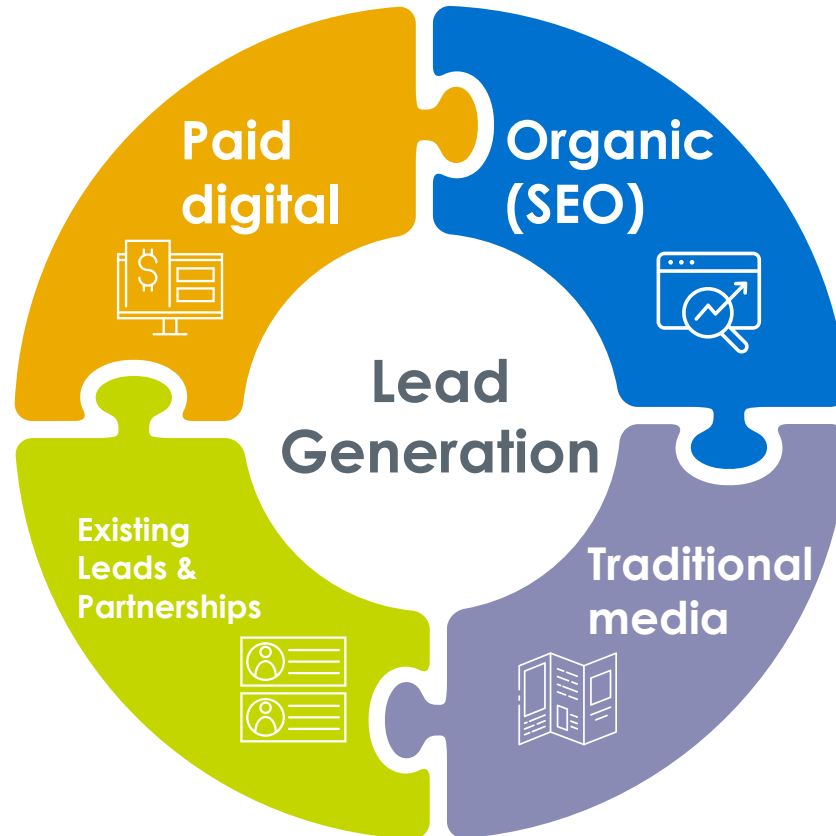 Paid
digital
Organic
(SEO)
Lead
Generation
Existing
Leads &
Partnerships
Traditional
media
$